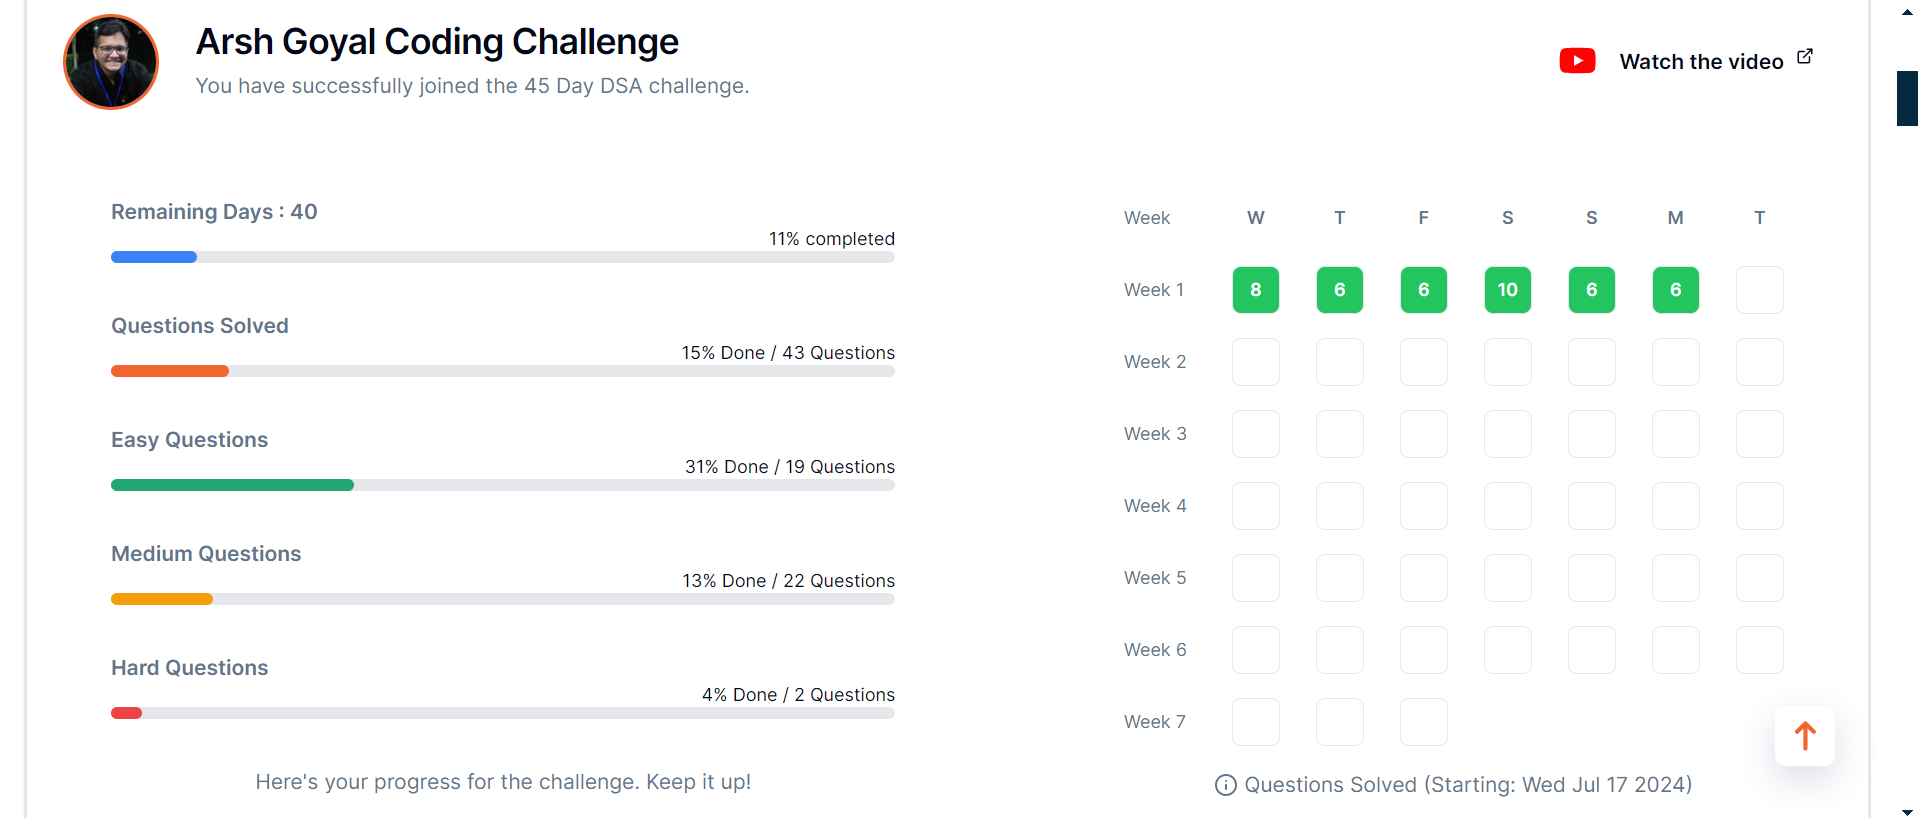 Arsh Goyal Coding Challenge
You have successfully joined the 45 Day DSA challenge.
Watch the video
Remaining Days : 40
11% completed
Questions Solved
15% Done / 43 Questions
Easy Questions
31% Done / 19 Questions
Medium Questions
13% Done / 22 Questions
Hard Questions
4% Done / 2 Questions
Here's your progress for the challenge. Keep it up!
Week W T F S S M T
Week 1 8 6 6 10 6 6
Week 2
Week 3
Week 4
Week 5
Week 6
Week 7
Questions Solved (Starting: Wed Jul 17 2024)